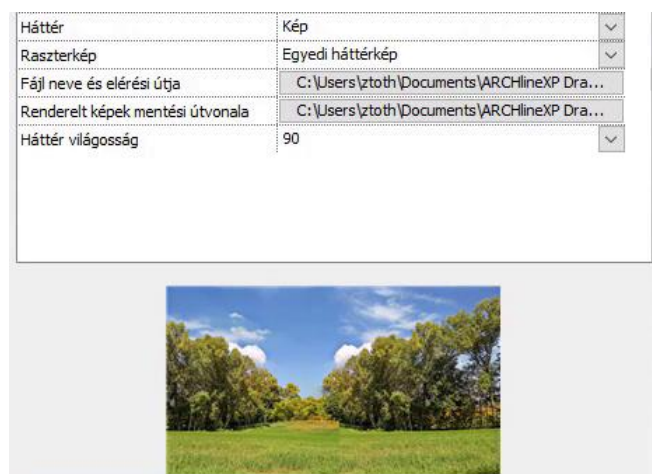 Háttér Kép
Raszterkép Egyedi háttérkép
Fájl neve és elérési útja C:\Users\ztoth\Documents\ARCHlineXP Dra...
Renderelt képek mentési útvonala C:\Users\ztoth\Documents\ARCHlineXP Dra...
Háttér világosság 90